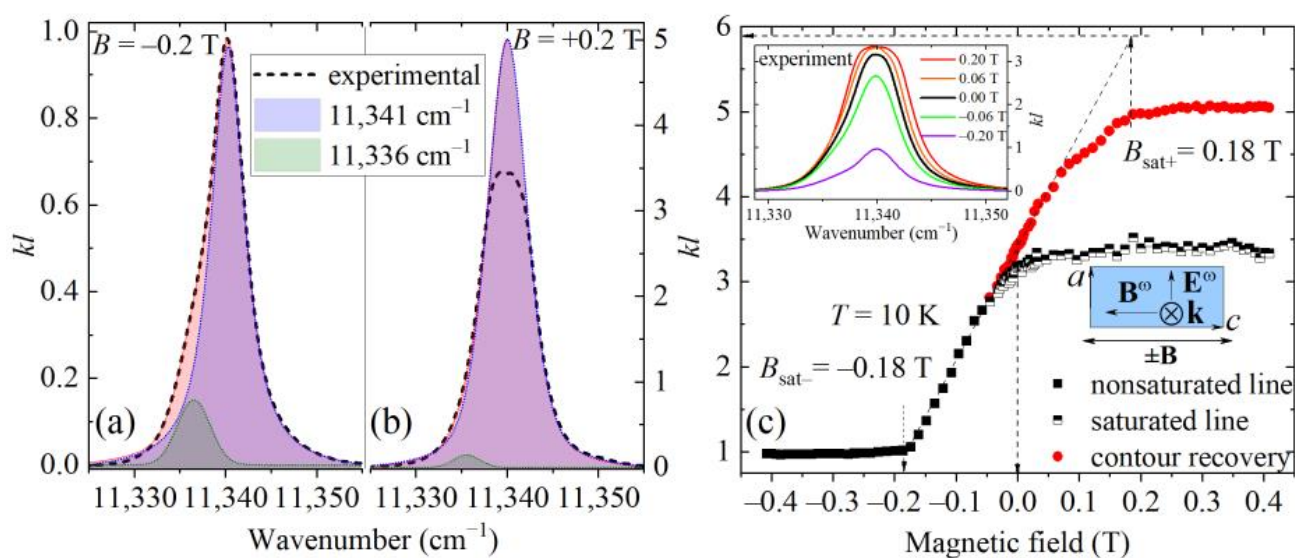 B = –0.2 T
1.0
0.8
0.6
0.4
0.2
0.0
kl
(a)
11,330 11,340 11,350
experimental
11,341 cm⁻¹
11,336 cm⁻¹
B = +0.2 T
5
4
3
2
1
0
kl
(b)
11,330 11,340 11,350
Wavenumber (cm⁻¹)
6
5
4
3
2
1
kl
experiment
0.20 T
0.06 T
0.00 T
–0.06 T
–0.20 T
3
2
1
0
kl
11,330 11,340 11,350
Wavenumber (cm⁻¹)
Bsat+ = 0.18 T
a
Bω Eω
k
c
±B
T = 10 K
Bsat– = –0.18 T
(c)
nonsaturated line
saturated line
contour recovery
–0.4 –0.3 –0.2 –0.1 0.0 0.1 0.2 0.3 0.4
Magnetic field (T)